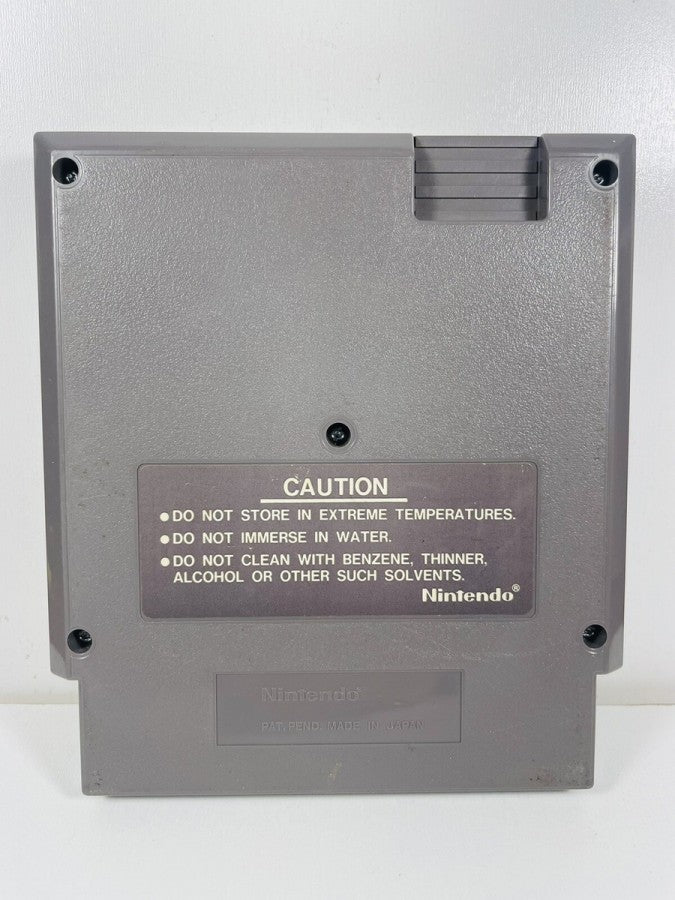 CAUTION
●DO NOT STORE IN EXTREME TEMPERATURES.
●DO NOT IMMERSE IN WATER.
●DO NOT CLEAN WITH BENZENE, THINNER,
ALCOHOL OR OTHER SUCH SOLVENTS.
Nintendo®
Nintendo®
PAT. PEND. MADE IN JAPAN